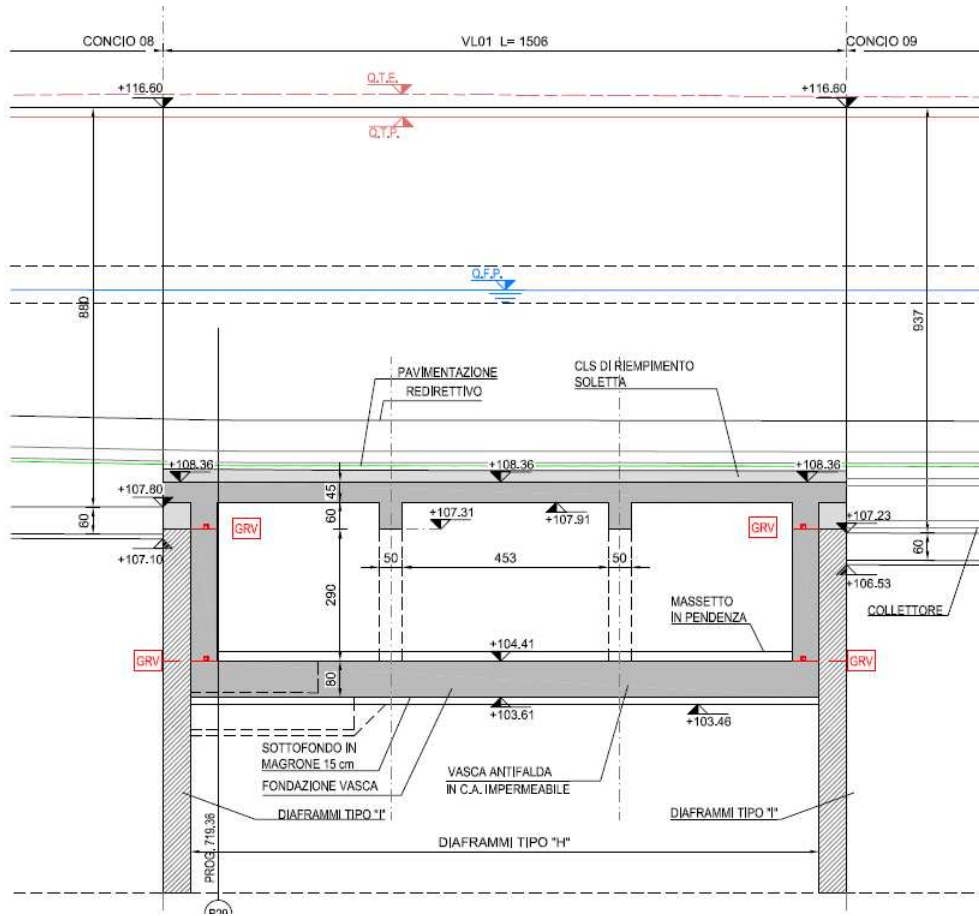 CONCIO 08
VL01 L= 1506
CONCIO 09
Q.T.E.
+116.60
+116.60
Q.T.P.
Q.F.P.
880
937
PAVIMENTAZIONE
REDIRETTIVO
CLS DI RIEMPIMENTO
SOLETTA
+108.36
+108.36
+108.36
+107.80
45
60
+107.31
+107.91
+107.23
GRV
GRV
60
60
+107.10
50
453
50
+106.53
290
MASSETTO
IN PENDENZA
COLLETTORE
+104.41
GRV
GRV
80
+103.61
+103.46
SOTTOFONDO IN
MAGRONE 15 cm
FONDAZIONE VASCA
VASCA ANTIFALDA
IN C.A. IMPERMEABILE
DIAFRAMMI TIPO "I"
DIAFRAMMI TIPO "I"
DIAFRAMMI TIPO "H"
PROG. 719,36
P29